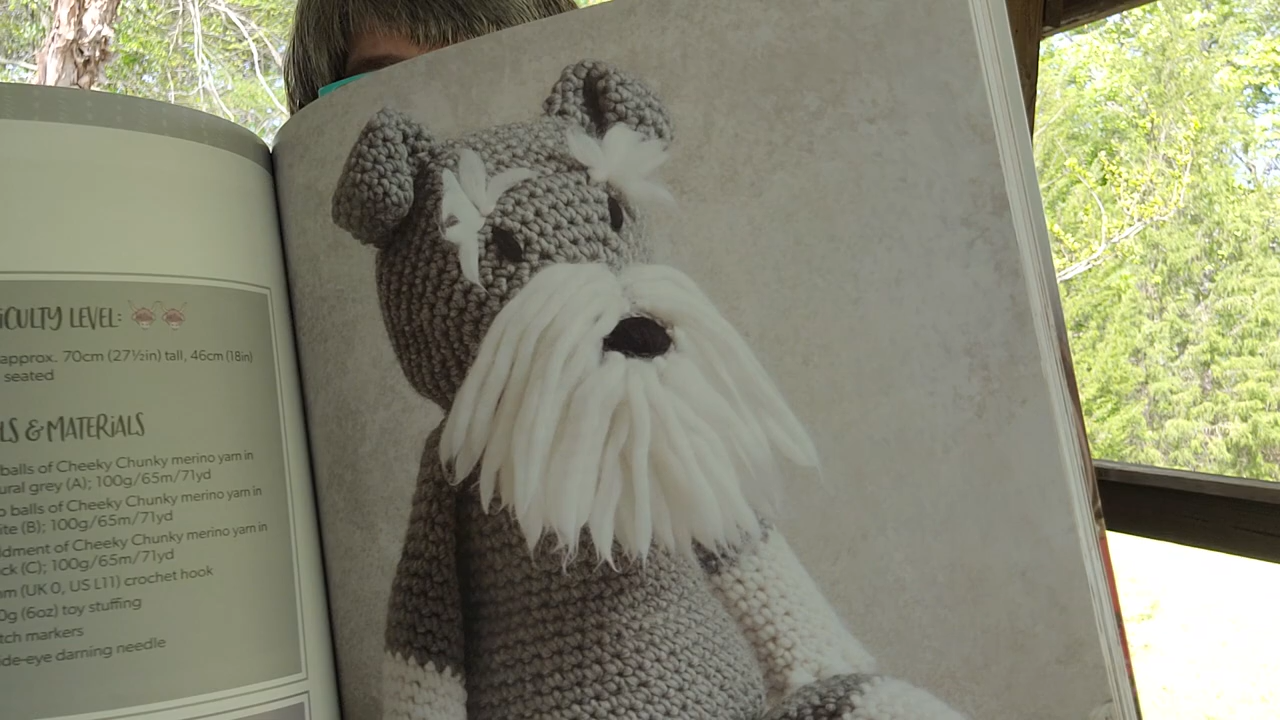 CULTY LEVEL:
approx. 70cm (27½in) tall, 46cm (18in)
seated
LS & MATERIALS
balls of Cheeky Chunky merino yarn in
ural grey (A); 100g/65m/71yd
o balls of Cheeky Chunky merino yarn in
ite (B); 100g/65m/71yd
ldment of Cheeky Chunky merino yarn in
ck (C); 100g/65m/71yd
m (UK 0, US L11) crochet hook
0g (6oz) toy stuffing
tch markers
ide-eye darning needle